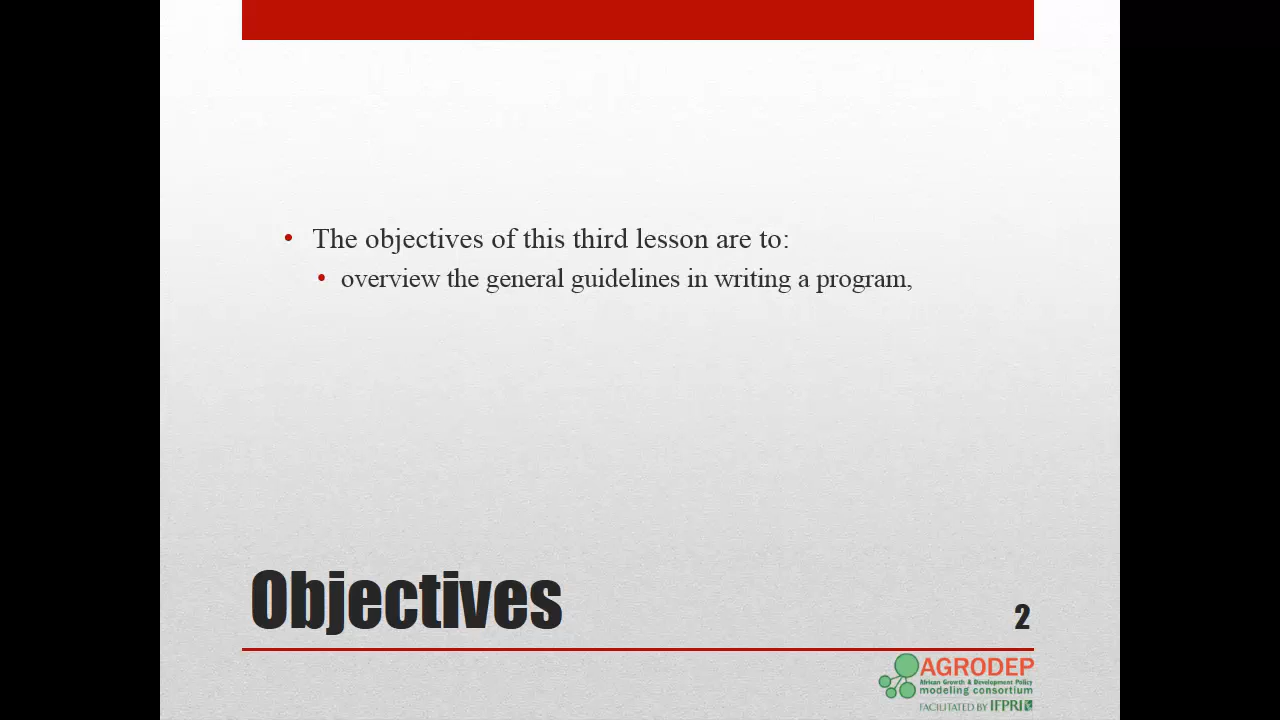 • The objectives of this third lesson are to:
• overview the general guidelines in writing a program,
Objectives
2
AGRODEP
African Growth & Development Policy
modeling consortium
FACILITATED BY IFPRI